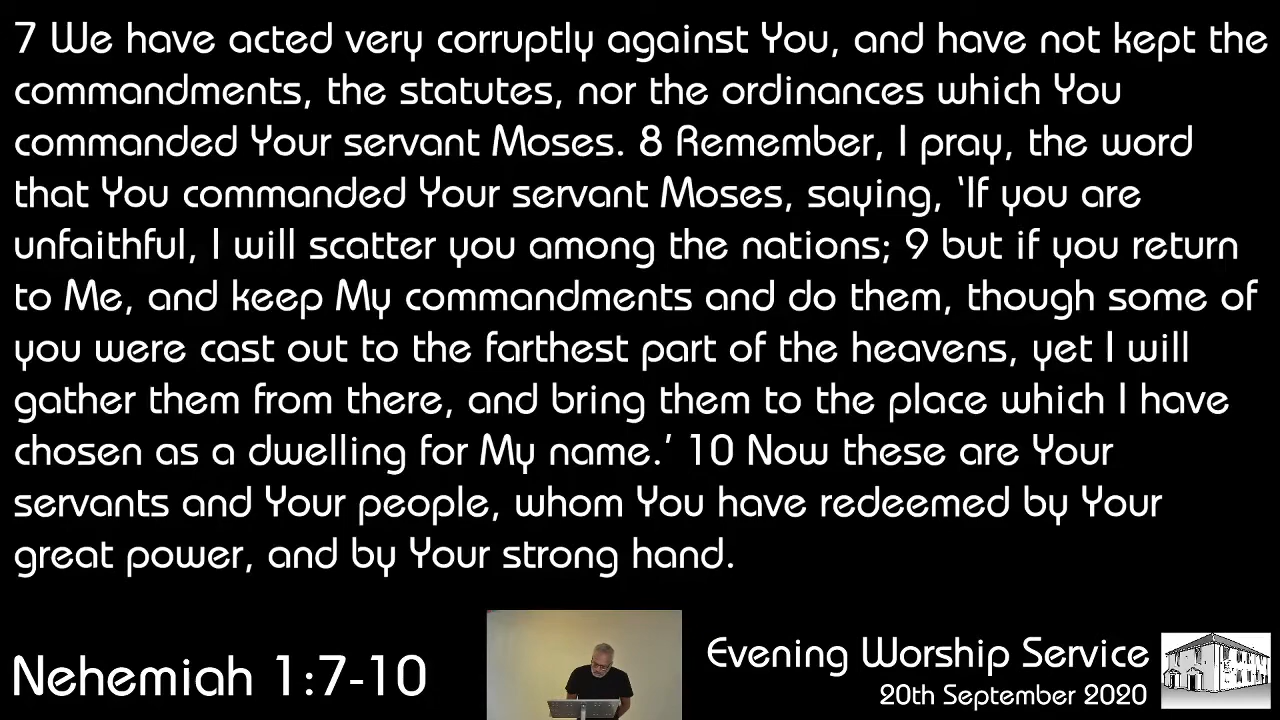 7 We have acted very corruptly against You, and have not kept the
commandments, the statutes, nor the ordinances which You
commanded Your servant Moses. 8 Remember, I pray, the word
that You commanded Your servant Moses, saying, ‘If you are
unfaithful, I will scatter you among the nations; 9 but if you return
to Me, and keep My commandments and do them, though some of
you were cast out to the farthest part of the heavens, yet I will
gather them from there, and bring them to the place which I have
chosen as a dwelling for My name.’ 10 Now these are Your
servants and Your people, whom You have redeemed by Your
great power, and by Your strong hand.
Nehemiah 1:7-10
Evening Worship Service
20th September 2020